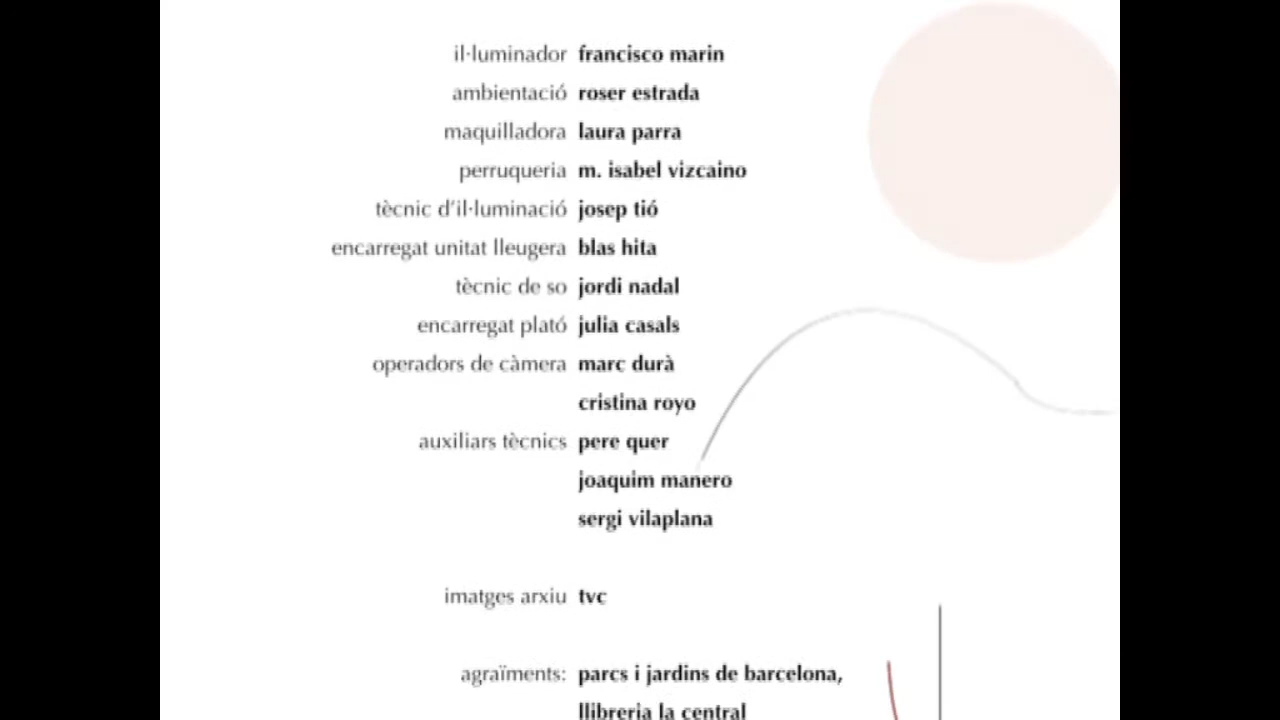 il·luminador francisco marin
ambientació roser estrada
maquilladora laura parra
perruqueria m. isabel vizcaino
tècnic d'il·luminació josep tió
encarregat unitat lleugera blas hita
tècnic de so jordi nadal
encarregat plató julia casals
operadors de càmera marc durà
cristina royo
auxiliars tècnics pere quer
joaquim manero
sergi vilaplana
imatges arxiu tvc
agraïments: parcs i jardins de barcelona,
llibreria la central